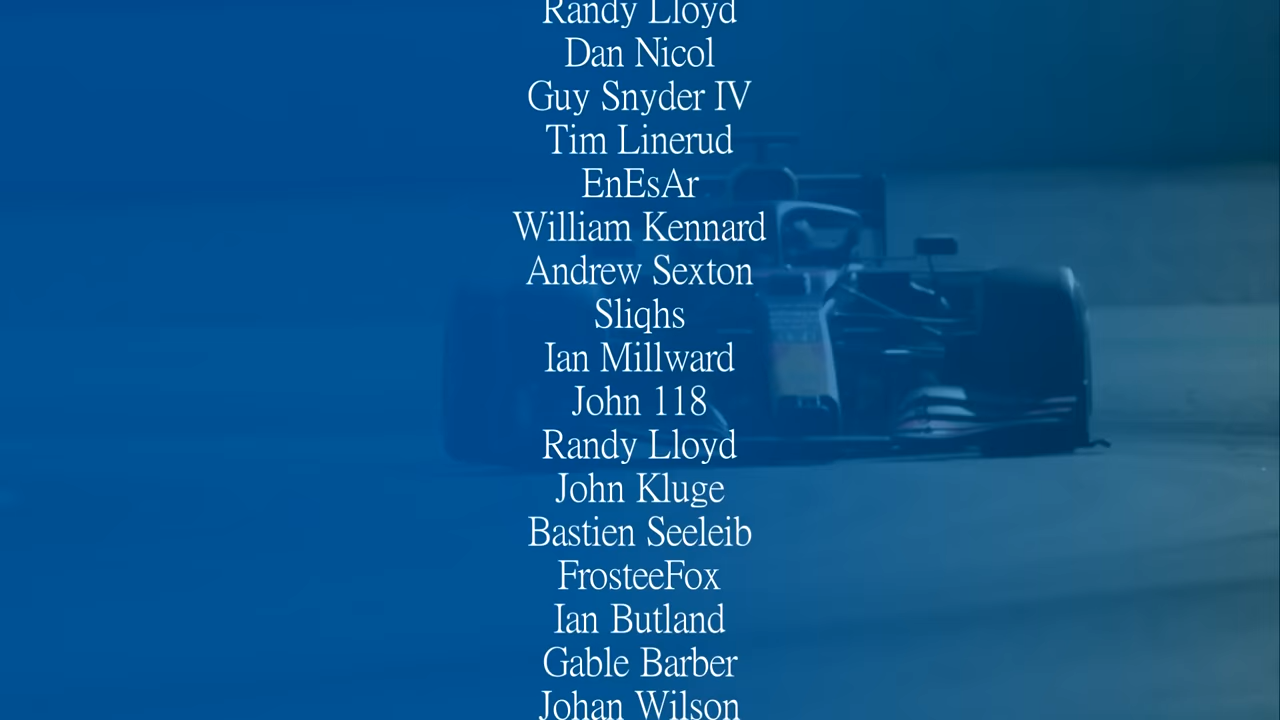 Randy Lloyd
Dan Nicol
Guy Snyder IV
Tim Linerud
EnEsAr
William Kennard
Andrew Sexton
Sliqhs
Ian Millward
John 118
Randy Lloyd
John Kluge
Bastien Seeleib
FrosteeFox
Ian Butland
Gable Barber
Johan Wilson